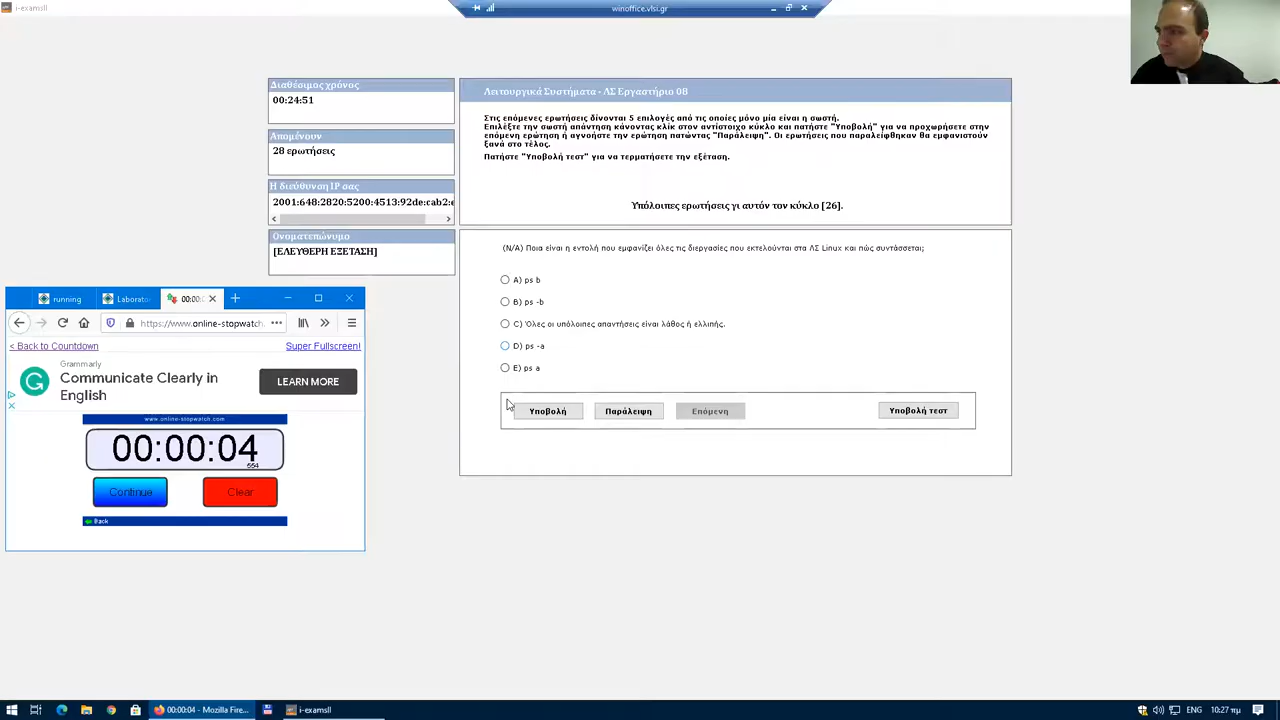 i-examsII
winoffice.vlsi.gr
Διαθέσιμος χρόνος
00:24:51
Απομένουν
28 ερωτήσεις
Η διεύθυνση IP σας
2001:648:2820:5200:4513:92de:cab2:e
Ονοματεπώνυμο
[ΕΛΕΥΘΕΡΗ ΕΞΕΤΑΣΗ]
Λειτουργικά Συστήματα - ΛΣ Εργαστήριο 08
Στις επόμενες ερωτήσεις δίνονται 5 επιλογές από τις οποίες μόνο μία είναι η σωστή.
Επιλέξτε την σωστή απάντηση κάνοντας κλίκ στον αντίστοιχο κύκλο και πατήστε "Υποβολή" για να προχωρήσετε στην
επόμενη ερώτηση ή αγνοήστε την ερώτηση πατώντας "Παράλειψη". Οι ερωτήσεις που παραλείφθηκαν θα εμφανιστούν
ξανά στο τέλος.
Πατήστε "Υποβολή τεστ" για να τερματήσετε την εξέταση.
Υπόλοιπες ερωτήσεις γι αυτόν τον κύκλο [26].
(N/A) Ποια είναι η εντολή που εμφανίζει όλες τις διεργασίες που εκτελούνται στα ΛΣ Linux και πώς συντάσσεται;
A) ps b
B) ps -b
C) Όλες οι υπόλοιπες απαντήσεις είναι λάθος ή ελλιπής.
D) ps -a
E) ps a
Υποβολή
Παράλειψη
Επόμενη
Υποβολή τεστ
running
Laborato
00:00:
https://www.online-stopwatch.
< Back to Countdown
Super Fullscreen!
Grammarly
Communicate Clearly in
English
LEARN MORE
www.online-stopwatch.com
00:00:04
554
Continue
Clear
Back
00:00:04 - Mozilla Fire...
i-examsII
ΕΝΗ
10:27 πμ